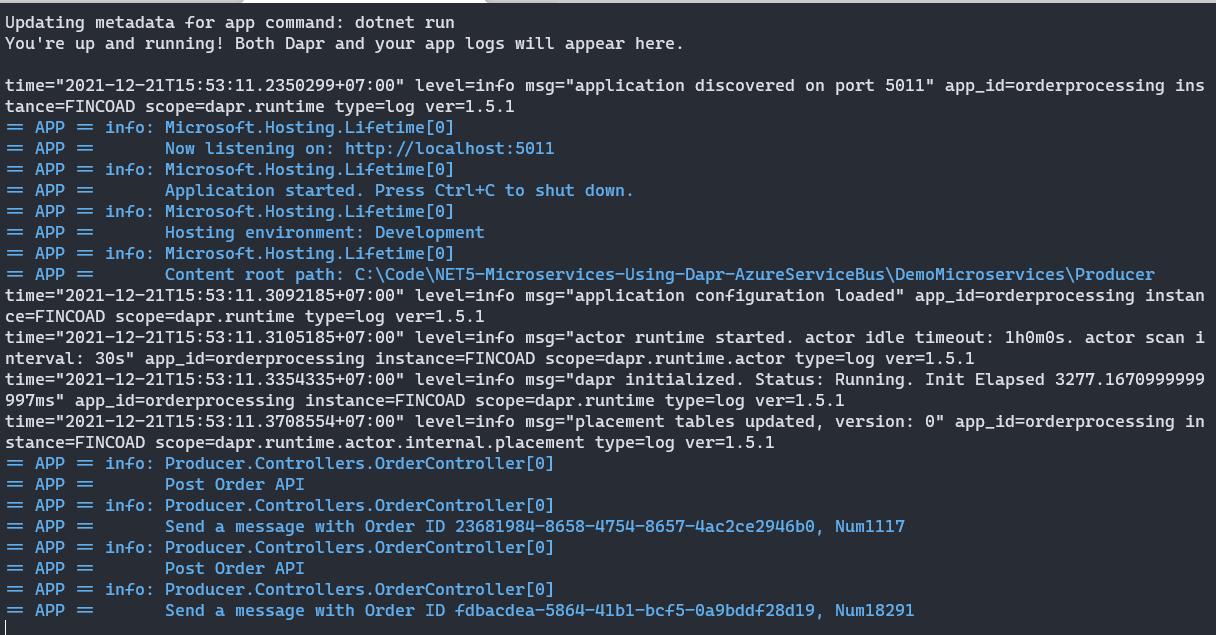 Updating metadata for app command: dotnet run
You're up and running! Both Dapr and your app logs will appear here.
time="2021-12-21T15:53:11.2350299+07:00" level=info msg="application discovered on port 5011" app_id=orderprocessing ins
tance=FINCOAD scope=dapr.runtime type=log ver=1.5.1
== APP == info: Microsoft.Hosting.Lifetime[0]
== APP ==       Now listening on: http://localhost:5011
== APP == info: Microsoft.Hosting.Lifetime[0]
== APP ==       Application started. Press Ctrl+C to shut down.
== APP == info: Microsoft.Hosting.Lifetime[0]
== APP ==       Hosting environment: Development
== APP == info: Microsoft.Hosting.Lifetime[0]
== APP ==       Content root path: C:\Code\NET5-Microservices-Using-Dapr-AzureServiceBus\DemoMicroservices\Producer
time="2021-12-21T15:53:11.3092185+07:00" level=info msg="application configuration loaded" app_id=orderprocessing instan
ce=FINCOAD scope=dapr.runtime type=log ver=1.5.1
time="2021-12-21T15:53:11.3105185+07:00" level=info msg="actor runtime started. actor idle timeout: 1h0m0s. actor scan i
nterval: 30s" app_id=orderprocessing instance=FINCOAD scope=dapr.runtime.actor type=log ver=1.5.1
time="2021-12-21T15:53:11.3354335+07:00" level=info msg="dapr initialized. Status: Running. Init Elapsed 3277.1670999999
997ms" app_id=orderprocessing instance=FINCOAD scope=dapr.runtime type=log ver=1.5.1
time="2021-12-21T15:53:11.3708554+07:00" level=info msg="placement tables updated, version: 0" app_id=orderprocessing in
stance=FINCOAD scope=dapr.runtime.actor.internal.placement type=log ver=1.5.1
== APP == info: Producer.Controllers.OrderController[0]
== APP ==       Post Order API
== APP == info: Producer.Controllers.OrderController[0]
== APP ==       Send a message with Order ID 23681984-8658-4754-8657-4ac2ce2946b0, Num1117
== APP == info: Producer.Controllers.OrderController[0]
== APP ==       Post Order API
== APP == info: Producer.Controllers.OrderController[0]
== APP ==       Send a message with Order ID fdbacdea-5864-41b1-bcf5-0a9bddf28d19, Num18291